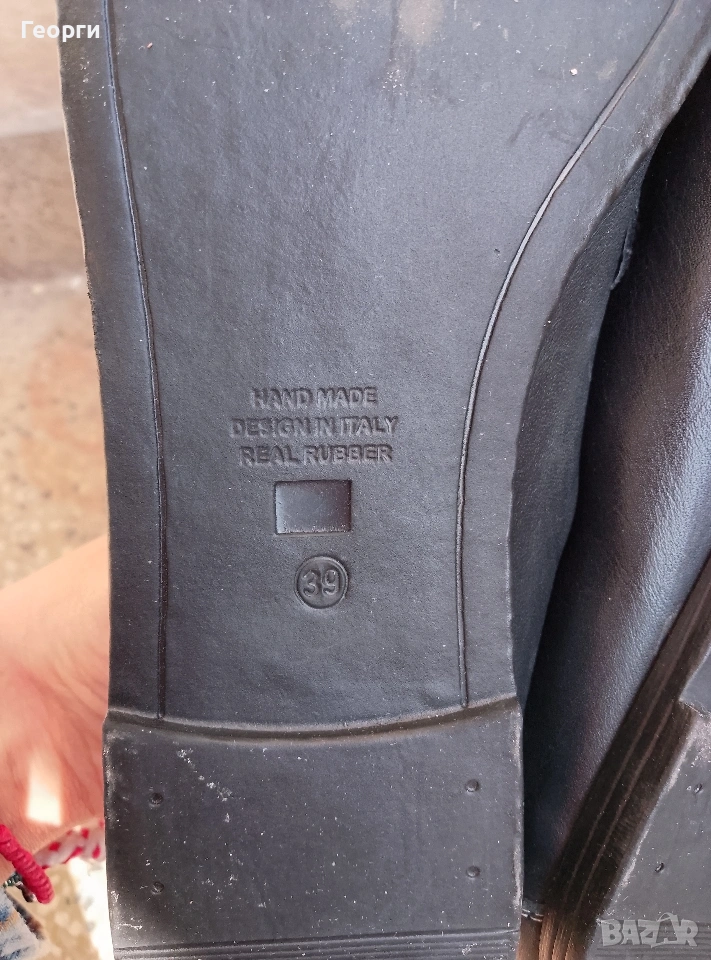 Георги
HAND MADE
DESIGN IN ITALY
REAL RUBBER
39
BAZAR